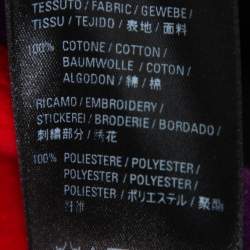 TESSUTO / FABRIC / GEWEBE /
TISSU / TEJIDO / 表地 / 面料
100% COTONE / COTTON /
BAUMWOLLE / COTON /
ALGODON / 綿 / 棉
RICAMO / EMBROIDERY /
STICKEREI / BRODERIE / BORDADO /
刺繍部分 / 绣花
100% POLIESTERE / POLYESTER /
POLYESTER / POLYESTER /
POLIESTER / ポリエステル / 聚酯
纤维